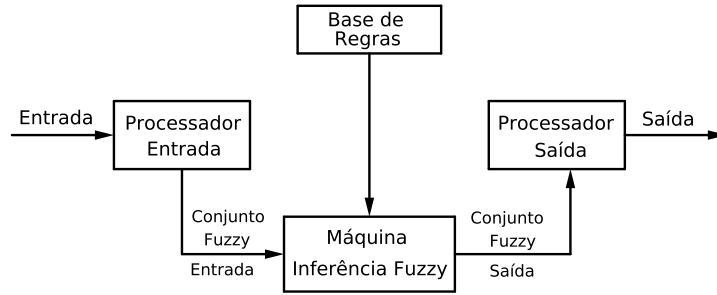 Base de
Regras
Entrada
Processador
Entrada
Processador
Saída
Saída
Conjunto
Fuzzy
Entrada
Máquina
Inferência Fuzzy
Conjunto
Fuzzy
Saída